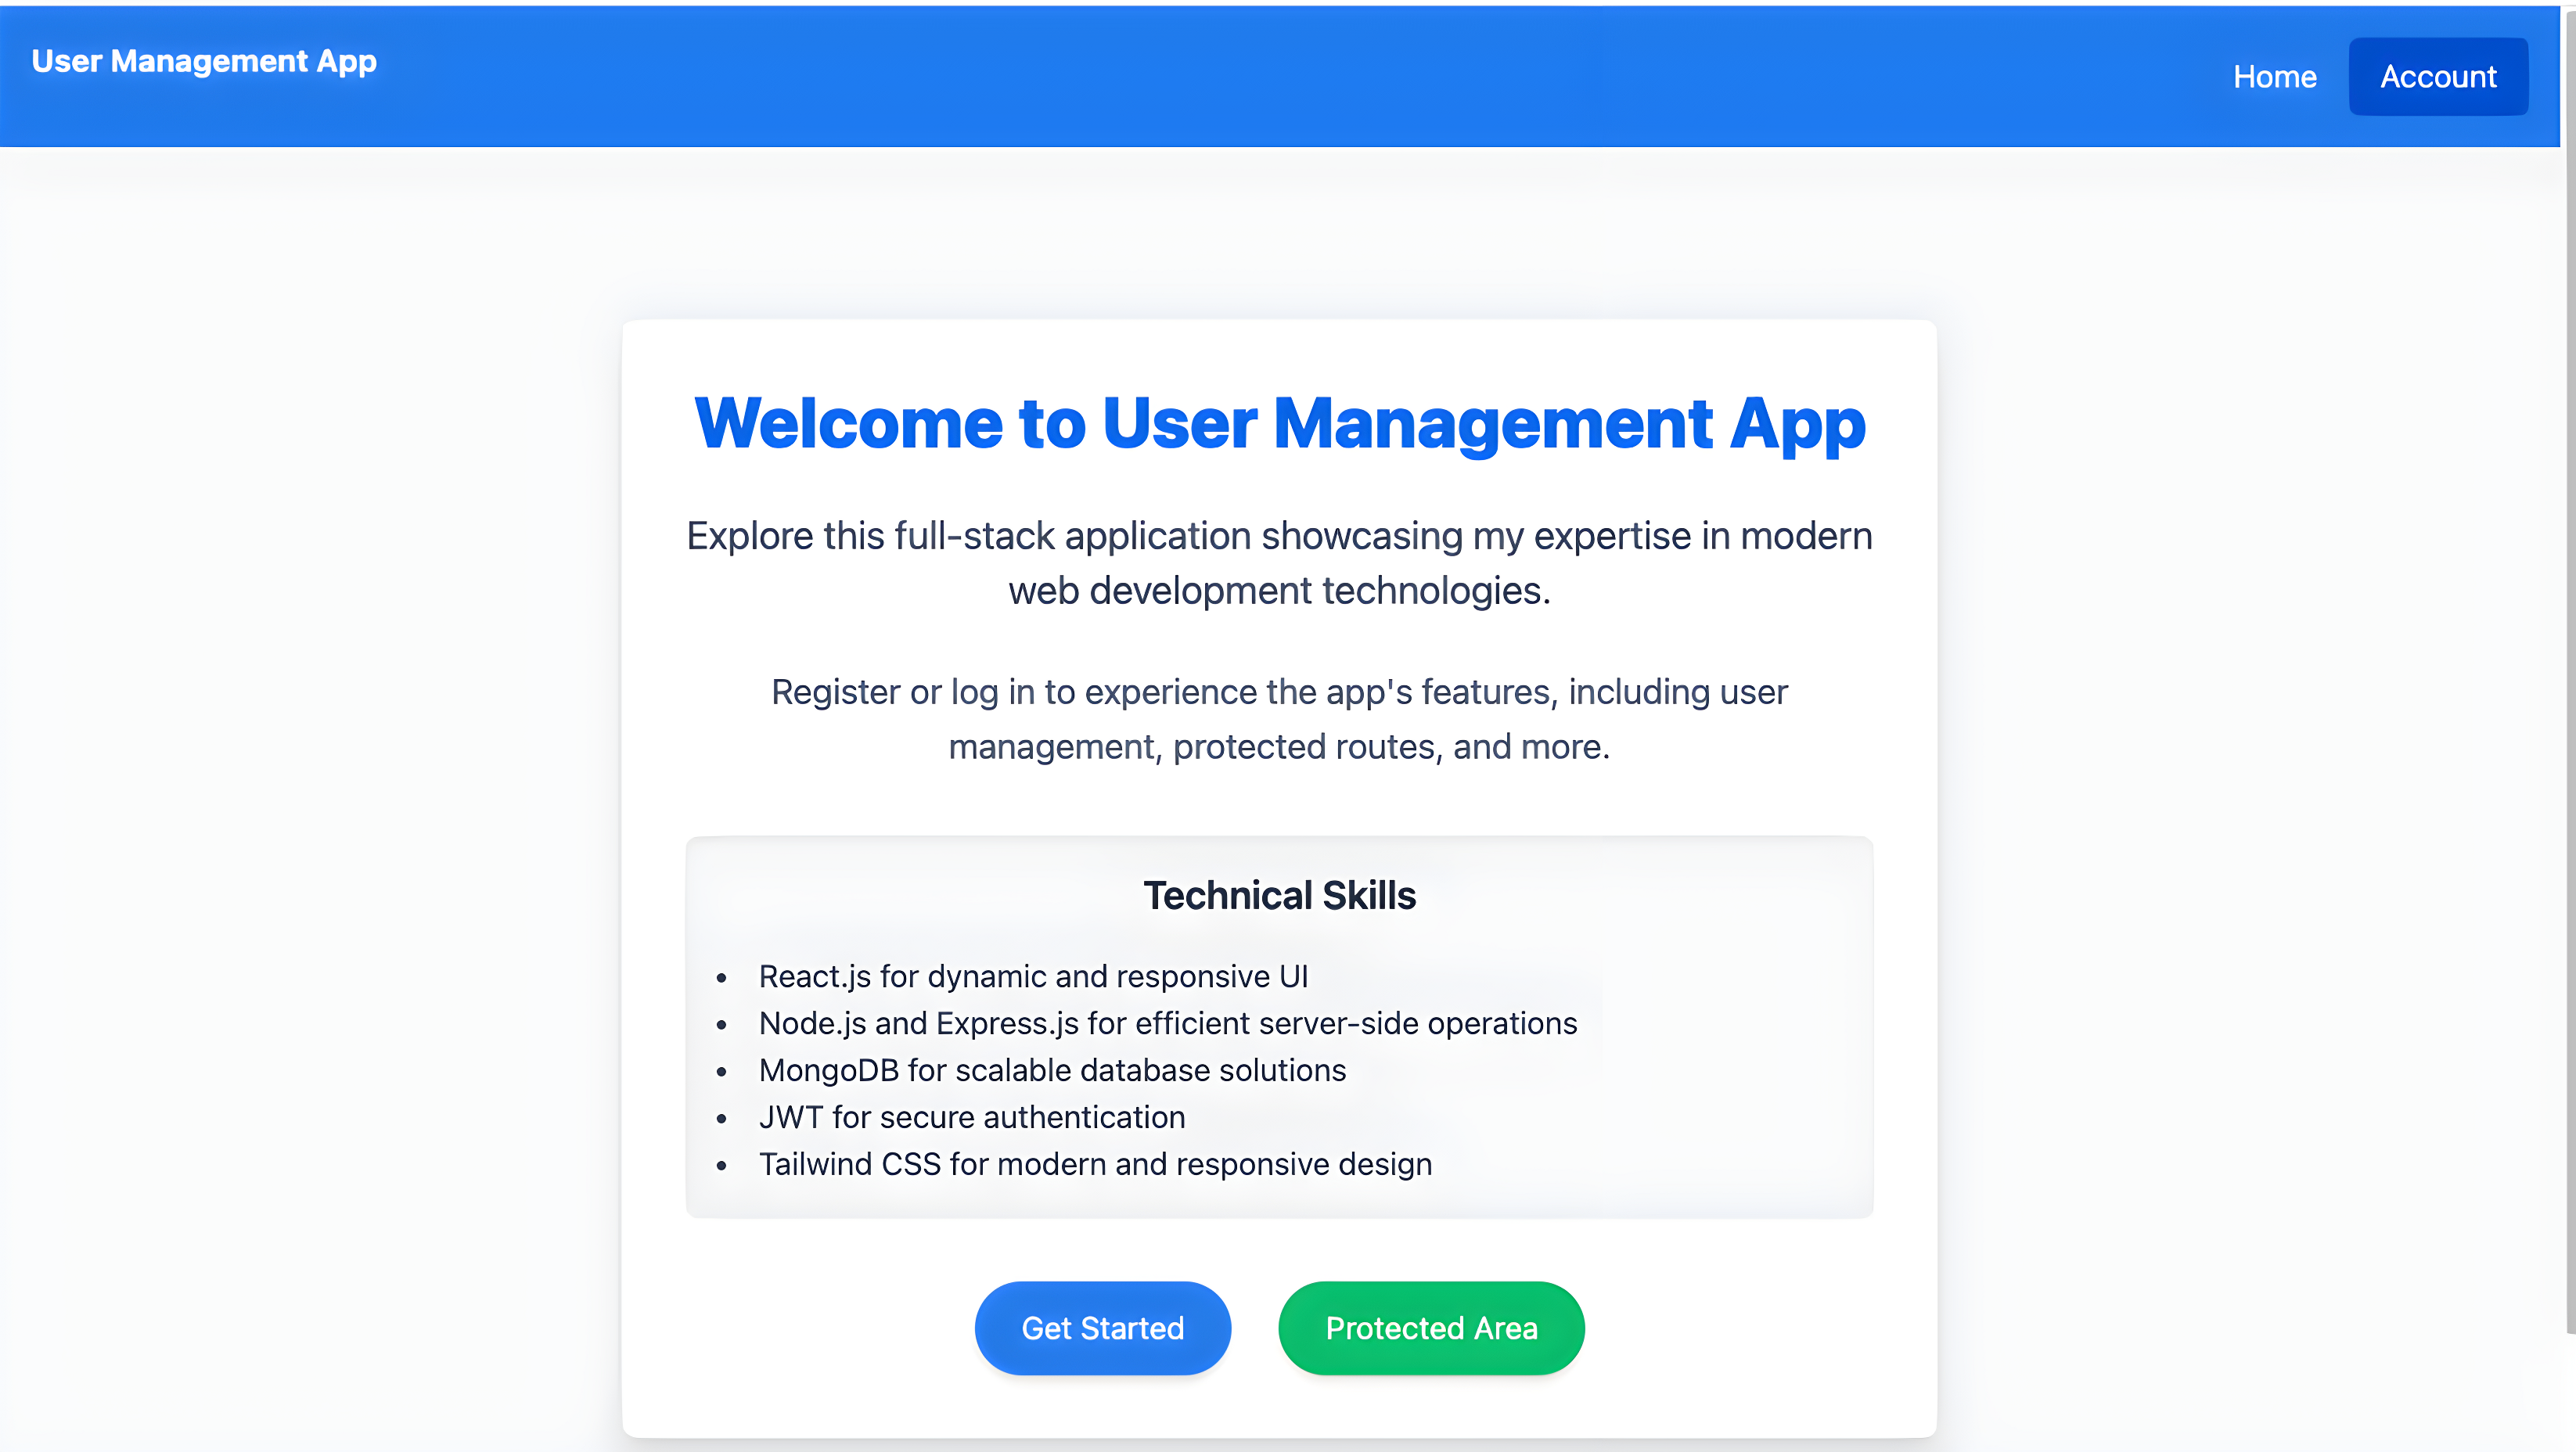 User Management App
Home
Account
Welcome to User Management App
Explore this full-stack application showcasing my expertise in modern
web development technologies.
Register or log in to experience the app's features, including user
management, protected routes, and more.
Technical Skills
• React.js for dynamic and responsive UI
• Node.js and Express.js for efficient server-side operations
• MongoDB for scalable database solutions
• JWT for secure authentication
• Tailwind CSS for modern and responsive design
Get Started
Protected Area